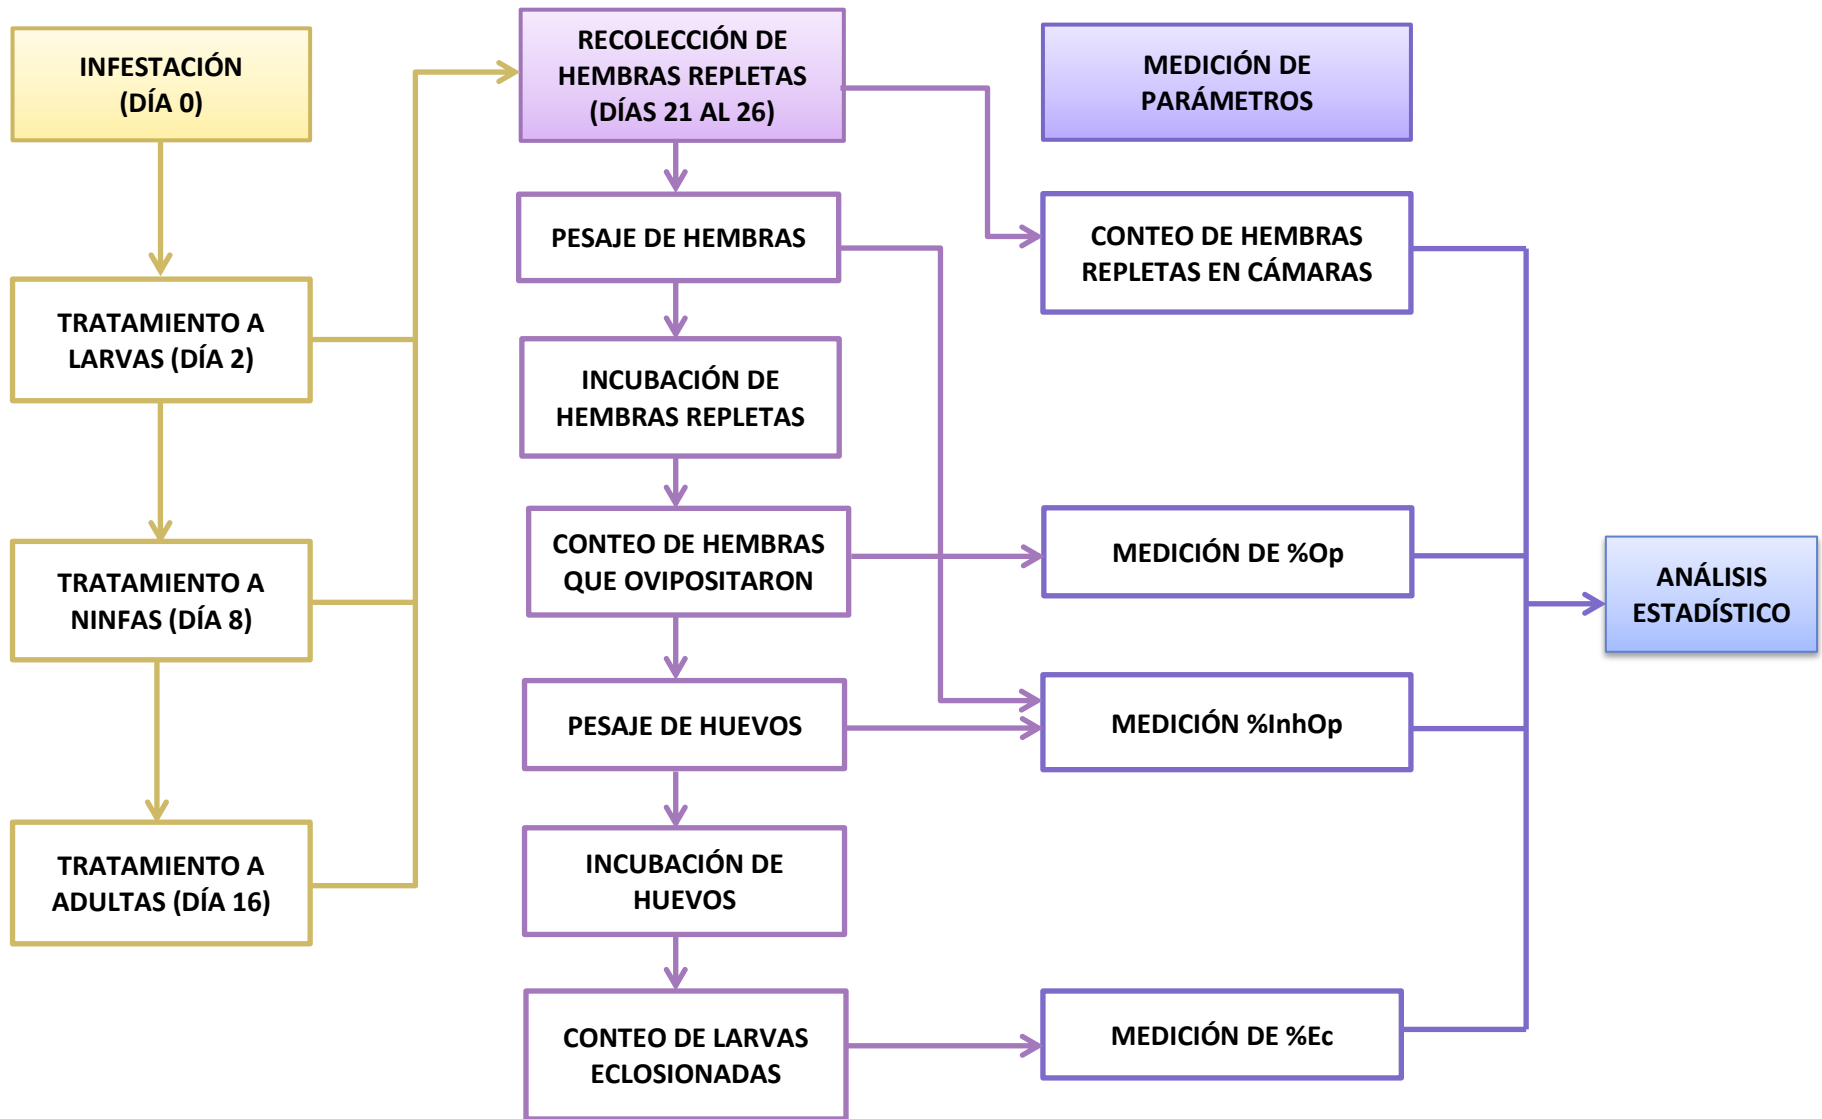 INFESTACIÓN
(DÍA 0)
TRATAMIENTO A
LARVAS (DÍA 2)
TRATAMIENTO A
NINFAS (DÍA 8)
TRATAMIENTO A
ADULTAS (DÍA 16)
RECOLECCIÓN DE
HEMBRAS REPLETAS
(DÍAS 21 AL 26)
PESAJE DE HEMBRAS
INCUBACIÓN DE
HEMBRAS REPLETAS
CONTEO DE HEMBRAS
QUE OVIPOSITARON
PESAJE DE HUEVOS
INCUBACIÓN DE
HUEVOS
CONTEO DE LARVAS
ECLOSIONADAS
MEDICIÓN DE
PARÁMETROS
CONTEO DE HEMBRAS
REPLETAS EN CÁMARAS
MEDICIÓN DE %Op
MEDICIÓN %InhOp
MEDICIÓN DE %Ec
ANÁLISIS
ESTADÍSTICO